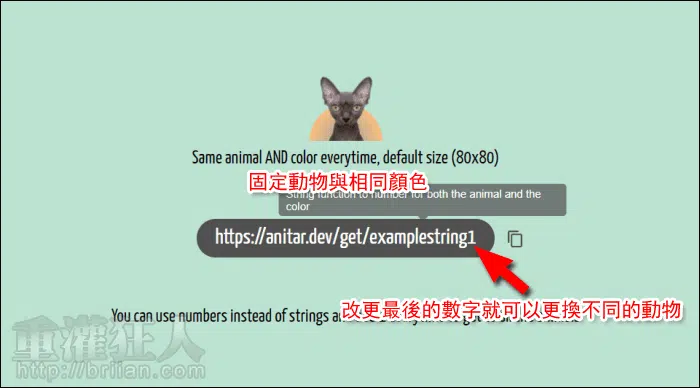 Same animal AND color everytime, default size (80x80)
固定動物與相同顏色
String function to number for both the animal and the
color
https://anitar.dev/get/examplestring1
改更最後的數字就可以更換不同的動物
You can use numbers instead of strings
重灌狂人
http://briian.com